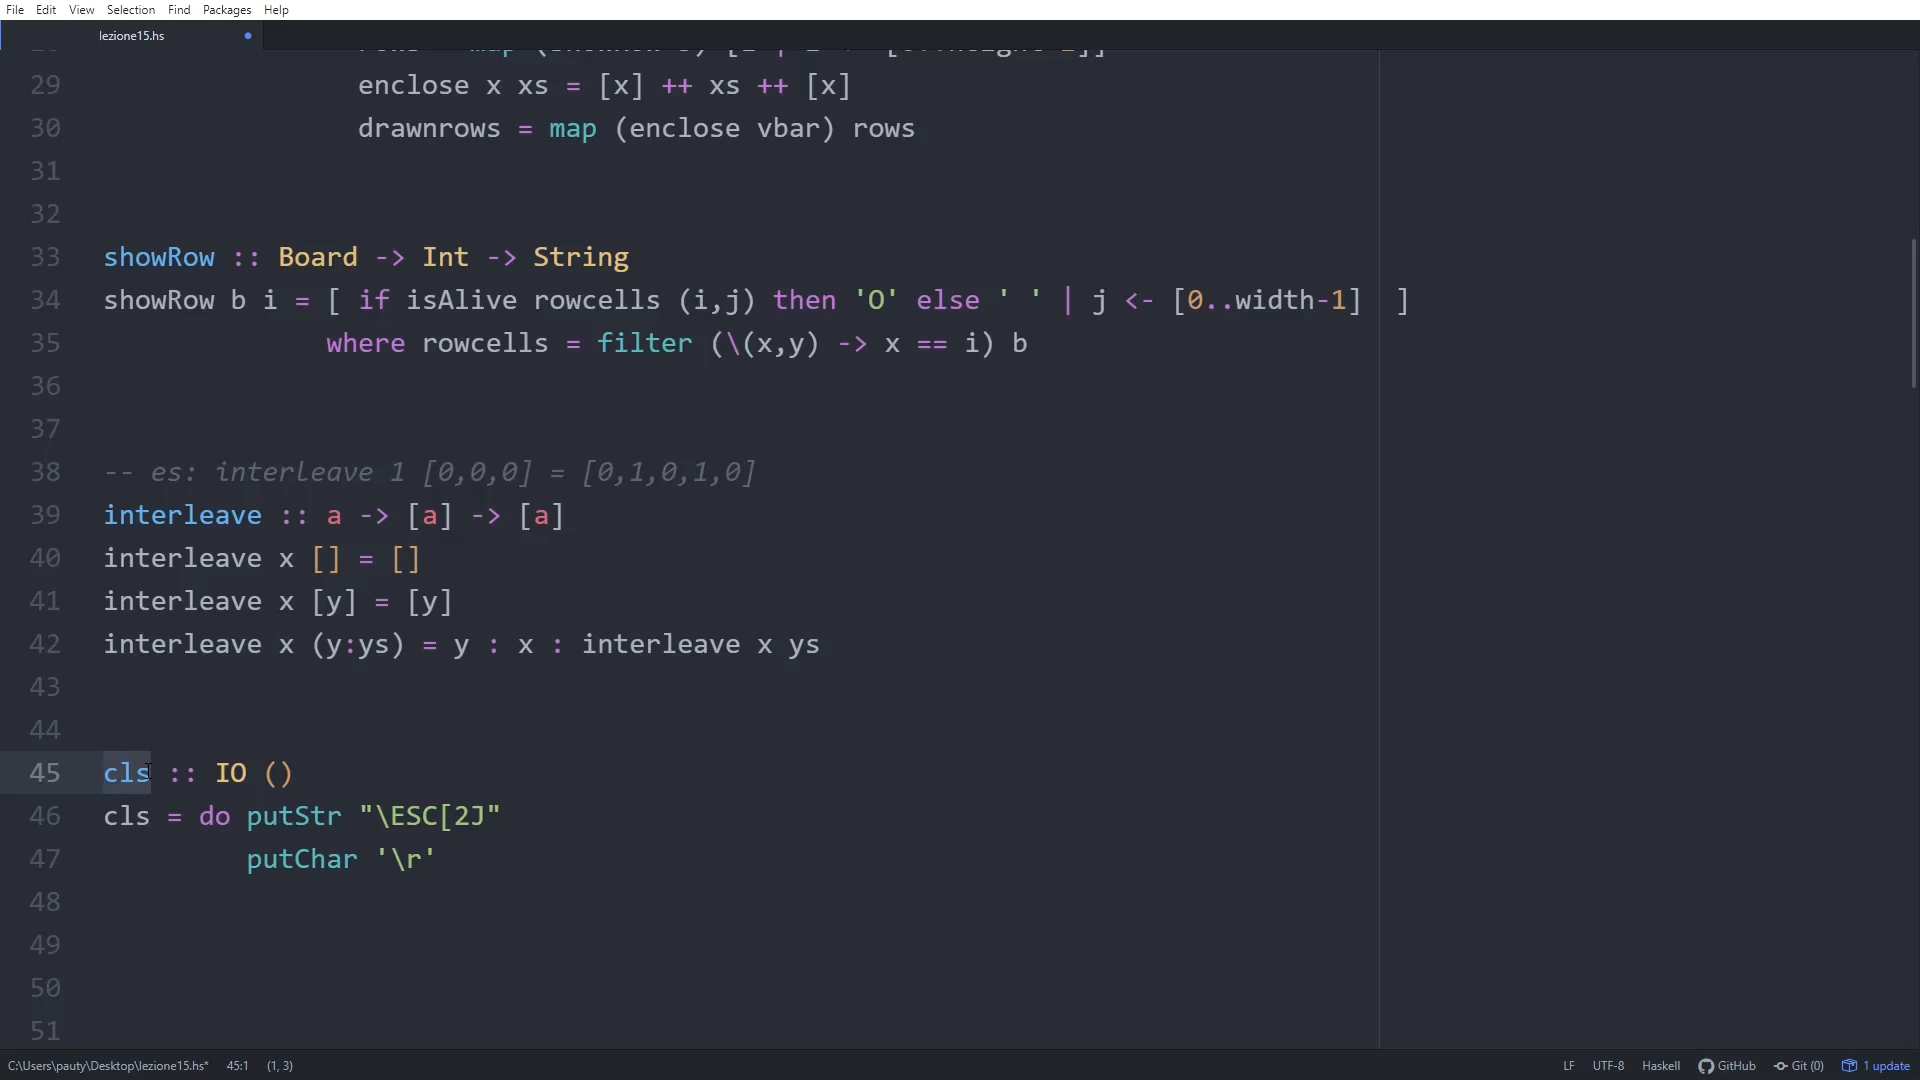 File Edit View Selection Find Packages Help
lezione15.hs
29 enclose x xs = [x] ++ xs ++ [x]
30 drawnrows = map (enclose vbar) rows
31
32
33 showRow :: Board -> Int -> String
34 showRow b i = [ if isAlive rowcells (i,j) then 'O' else ' ' | j <- [0..width-1]  ]
35 where rowcells = filter (\(x,y) -> x == i) b
36
37
38 -- es: interleave 1 [0,0,0] = [0,1,0,1,0]
39 interleave :: a -> [a] -> [a]
40 interleave x [] = []
41 interleave x [y] = [y]
42 interleave x (y:ys) = y : x : interleave x ys
43
44
45 cls :: IO ()
46 cls = do putStr "\ESC[2J"
47 putChar '\r'
48
49
50
51
C:\Users\pauty\Desktop\lezione15.hs* 45:1 (1, 3) LF UTF-8 Haskell GitHub Git (0) 1 update